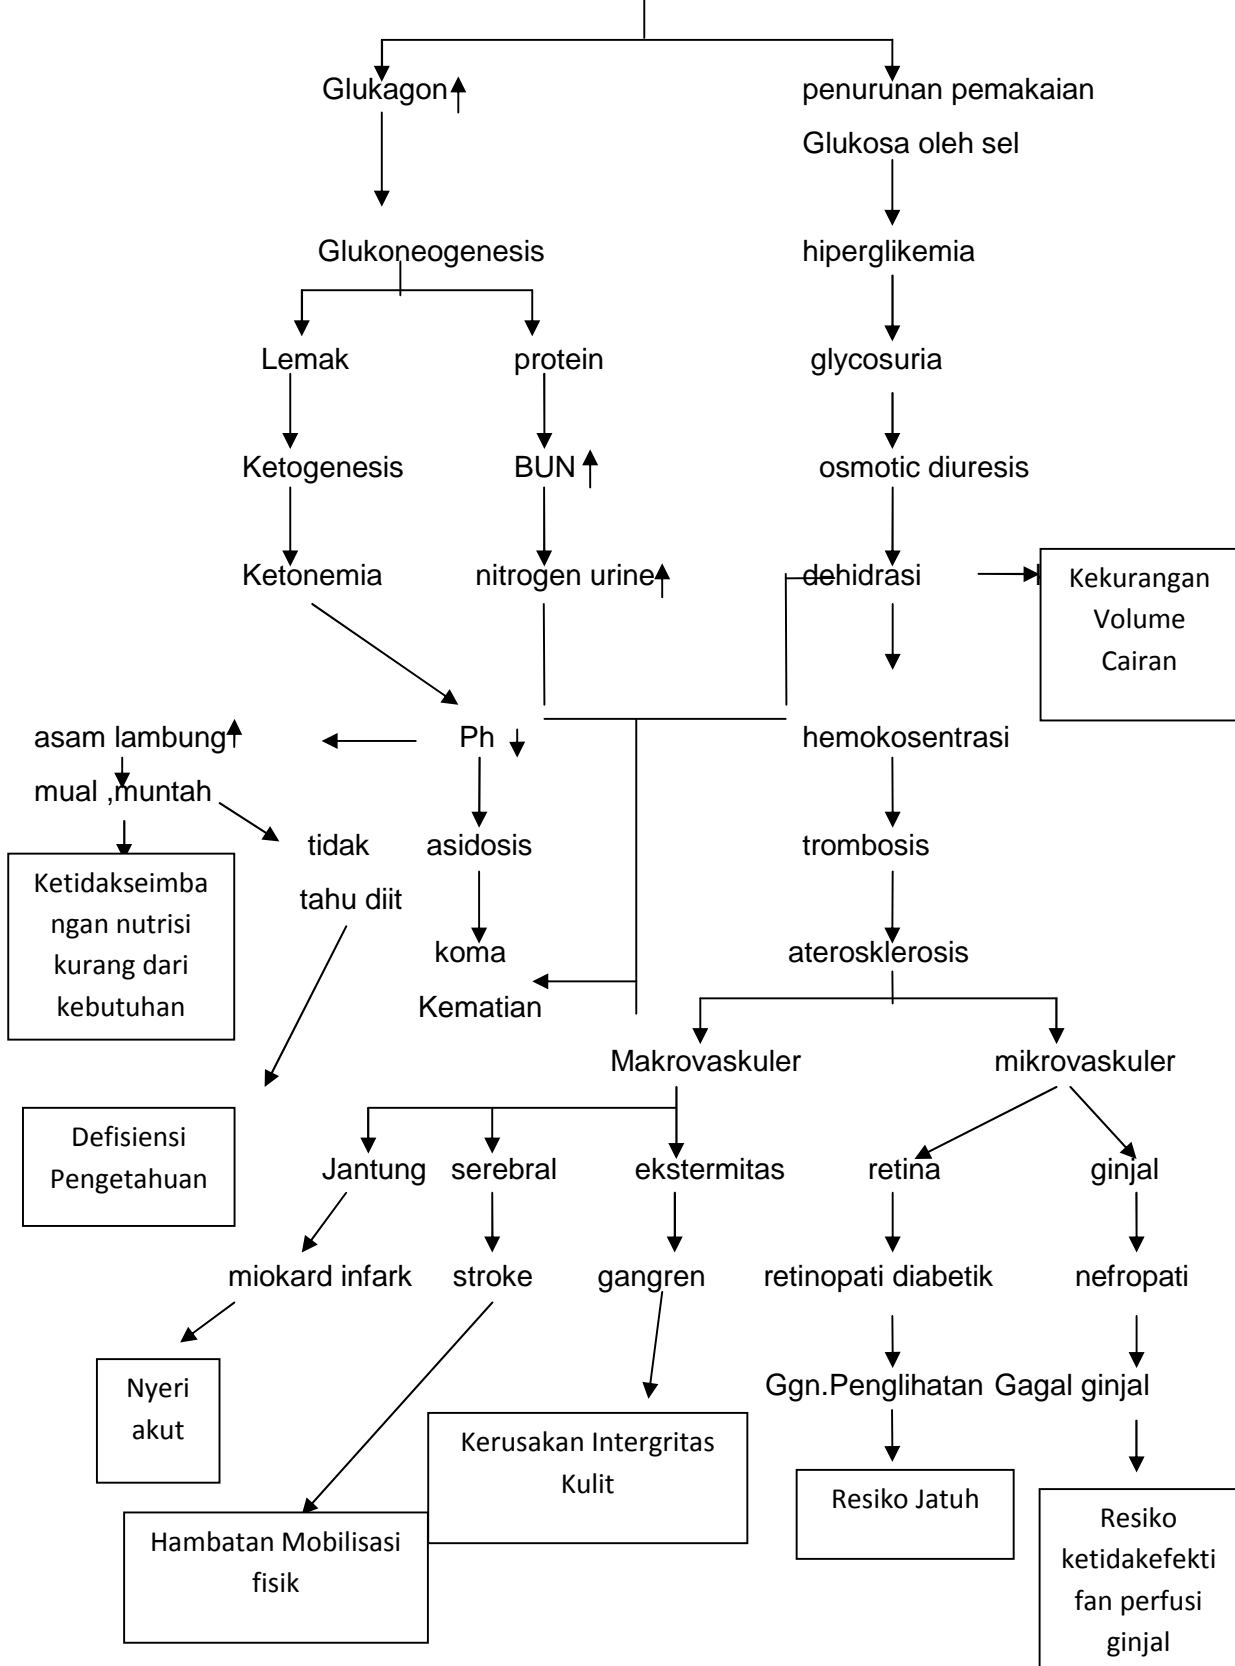 Glukagon
penurunan pemakaian
Glukosa oleh sel
Glukoneogenesis
hiperglikemia
Lemak
protein
glycosuria
Ketogenesis
BUN
osmotic diuresis
Ketonemia
nitrogen urine
dehidrasi
Kekurangan
Volume
Cairan
asam lambung
Ph
hemokosentrasi
mual ,muntah
tidak
tahu diit
asidosis
trombosis
Ketidakseimba
ngan nutrisi
kurang dari
kebutuhan
koma
Kematian
aterosklerosis
Makrovaskuler
mikrovaskuler
Defisiensi
Pengetahuan
Jantung
serebral
ekstermitas
retina
ginjal
miokard infark
stroke
gangren
retinopati diabetik
nefropati
Nyeri
akut
Ggn.Penglihatan
Gagal ginjal
Kerusakan Intergritas
Kulit
Resiko Jatuh
Hambatan Mobilisasi
fisik
Resiko
ketidakefekti
fan perfusi
ginjal